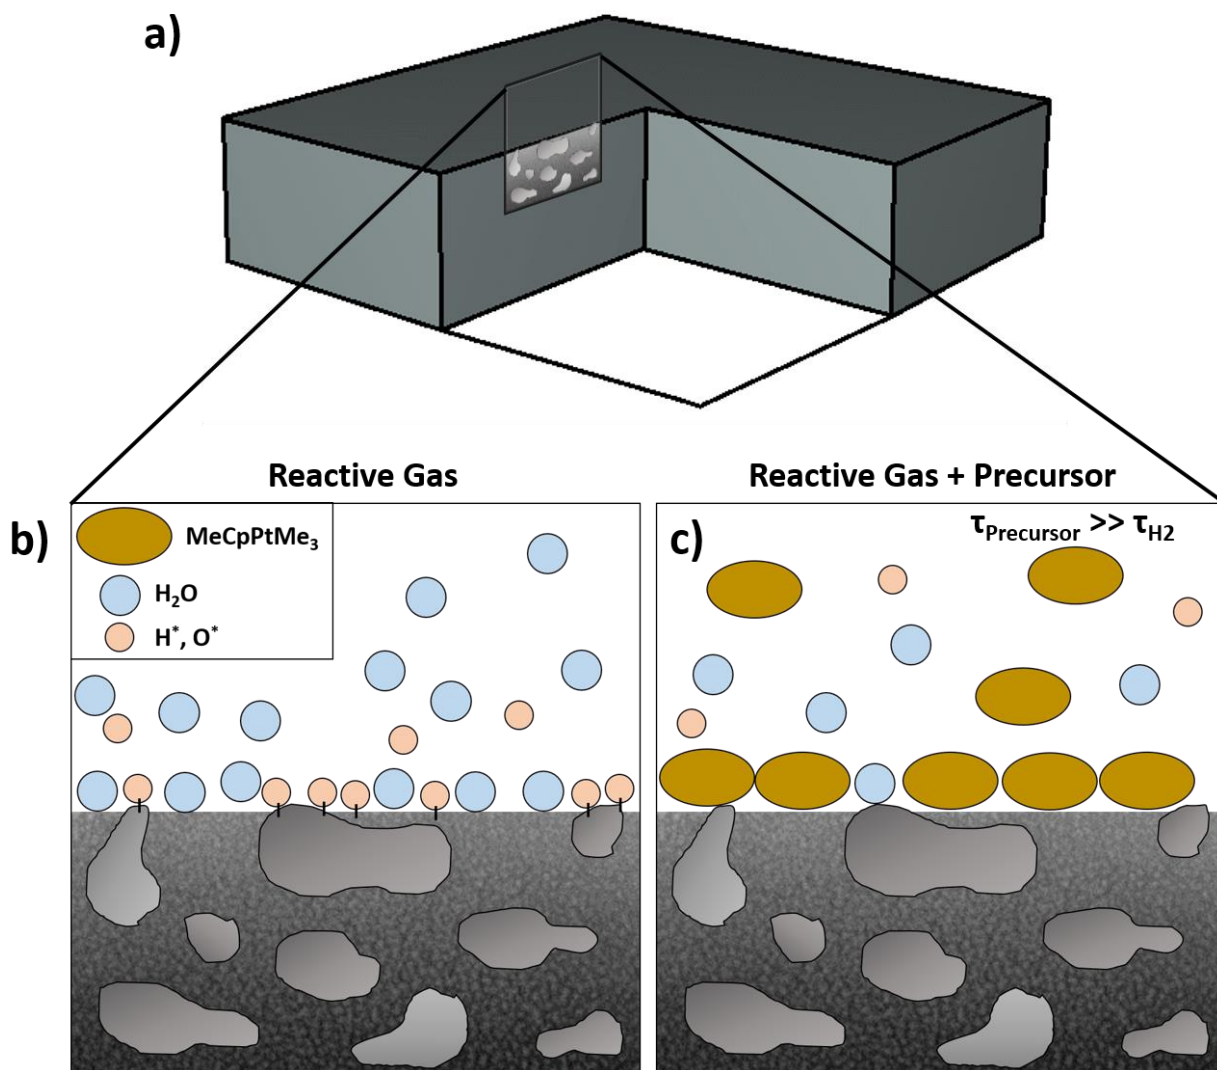 a)
Reactive Gas
Reactive Gas + Precursor
b)
MeCpPtMe₃
H₂O
H*, O*
c)
τPrecursor >> τH2